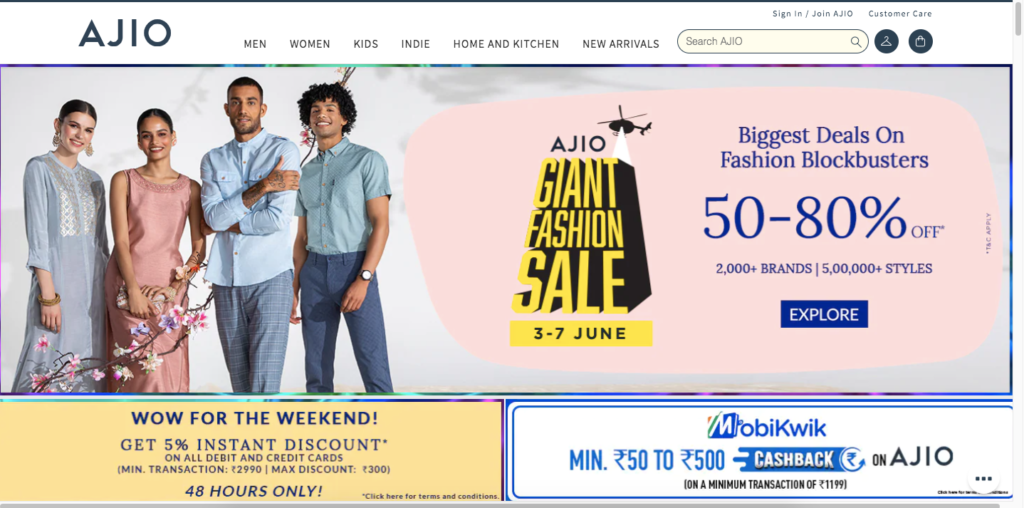 Sign In / Join AJIO Customer Care
AJIO
MEN WOMEN KIDS INDIE HOME AND KITCHEN NEW ARRIVALS
Search AJIO
AJIO
GIANT
FASHION
SALE
3-7 JUNE
Biggest Deals On
Fashion Blockbusters
50-80% OFF*
2,000+ BRANDS | 5,00,000+ STYLES
EXPLORE
*T&C APPLY
WOW FOR THE WEEKEND!
GET 5% INSTANT DISCOUNT*
ON ALL DEBIT AND CREDIT CARDS
(MIN. TRANSACTION: ₹2990 | MAX DISCOUNT: ₹300)
48 HOURS ONLY!
*Click here for terms and conditions.
MobiKwik
MIN. ₹50 TO ₹500 CASHBACK ₹ ON AJIO
(ON A MINIMUM TRANSACTION OF ₹1199)